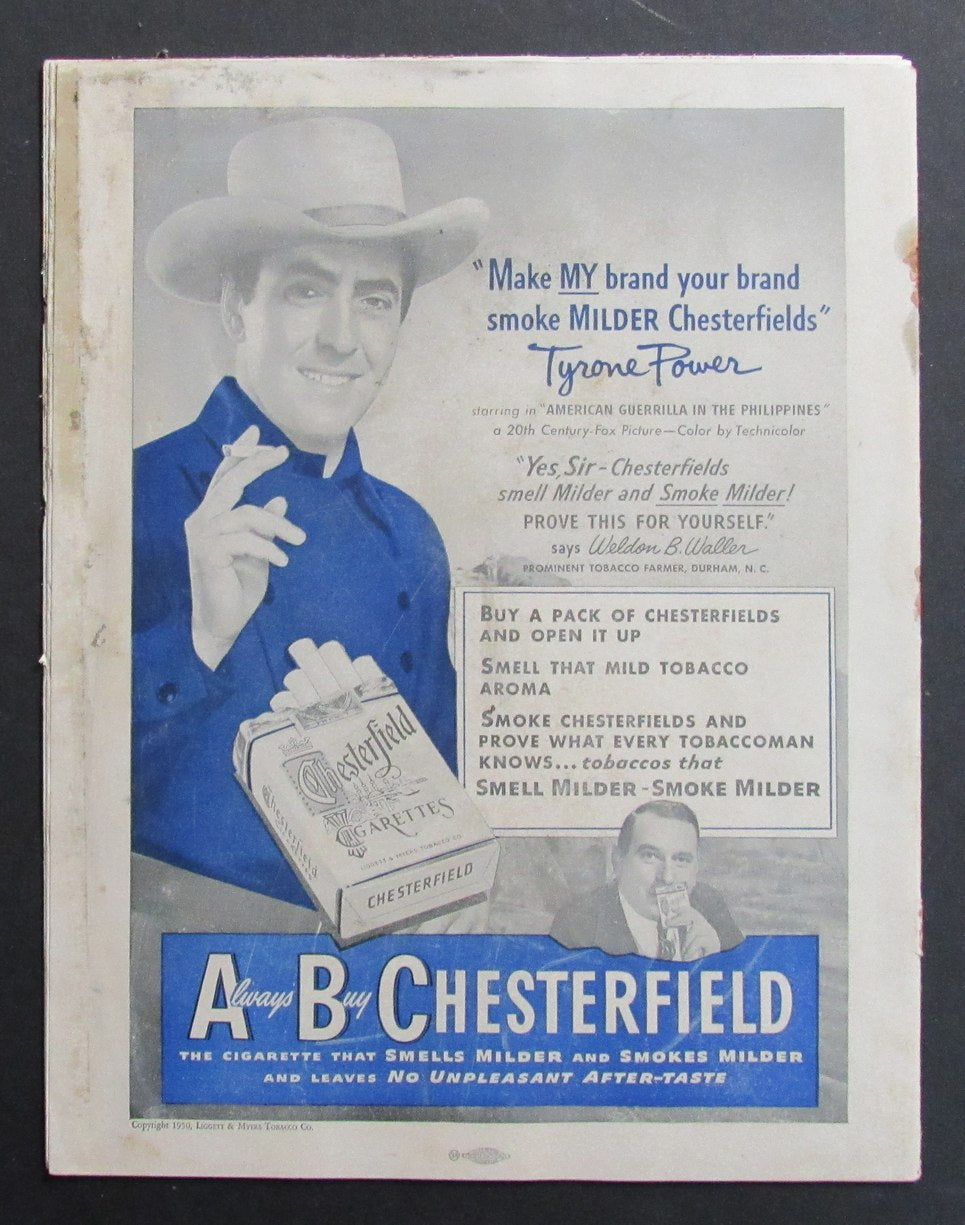 "Make MY brand your brand
smoke MILDER Chesterfields"
Tyrone Power
starring in "AMERICAN GUERRILLA IN THE PHILIPPINES"
a 20th Century-Fox Picture—Color by Technicolor
"Yes, Sir - Chesterfields
smell Milder and Smoke Milder!
PROVE THIS FOR YOURSELF."
says Weldon B. Waller
PROMINENT TOBACCO FARMER, DURHAM, N. C.
BUY A PACK OF CHESTERFIELDS
AND OPEN IT UP
SMELL THAT MILD TOBACCO
AROMA
SMOKE CHESTERFIELDS AND
PROVE WHAT EVERY TOBACCOMAN
KNOWS... tobaccos that
SMELL MILDER - SMOKE MILDER
Chesterfield
CIGARETTES
LIGGETT & MYERS TOBACCO CO.
CHESTERFIELD
Chesterfield
Always Buy CHESTERFIELD
THE CIGARETTE THAT SMELLS MILDER AND SMOKES MILDER
AND LEAVES NO UNPLEASANT AFTER-TASTE
Copyright 1950, LIGGETT & MYERS TOBACCO CO.